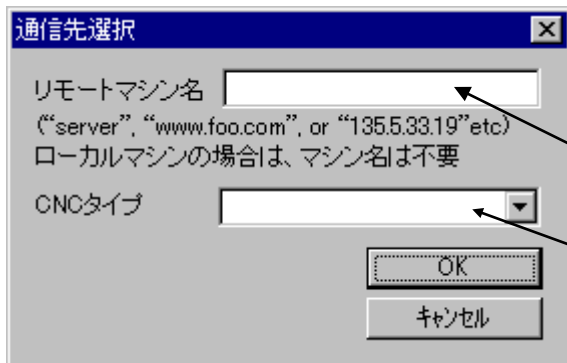 通信先選択
リモートマシン名
("server", "www.foo.com", or "135.5.33.19"etc)
ローカルマシンの場合は、マシン名は不要
CNCタイプ
OK
キャンセル